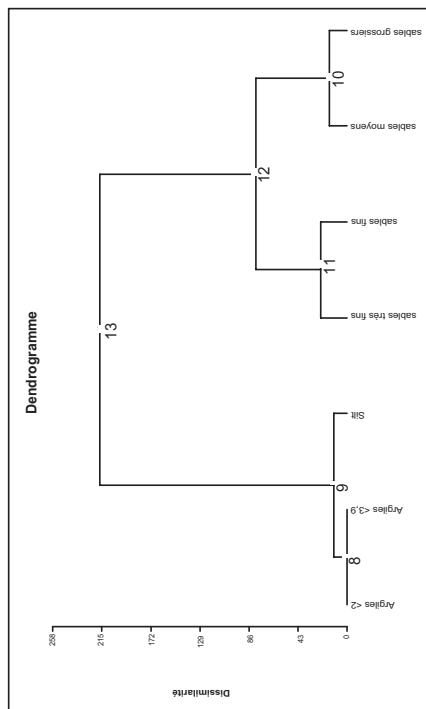 Dendrogramme
Dissimilarité
258
215
172
129
86
43
0
13
12
11
10
9
8
Argiles <2
Argiles <3,9
Silt
sables très fins
sables fins
sables moyens
sables grossiers